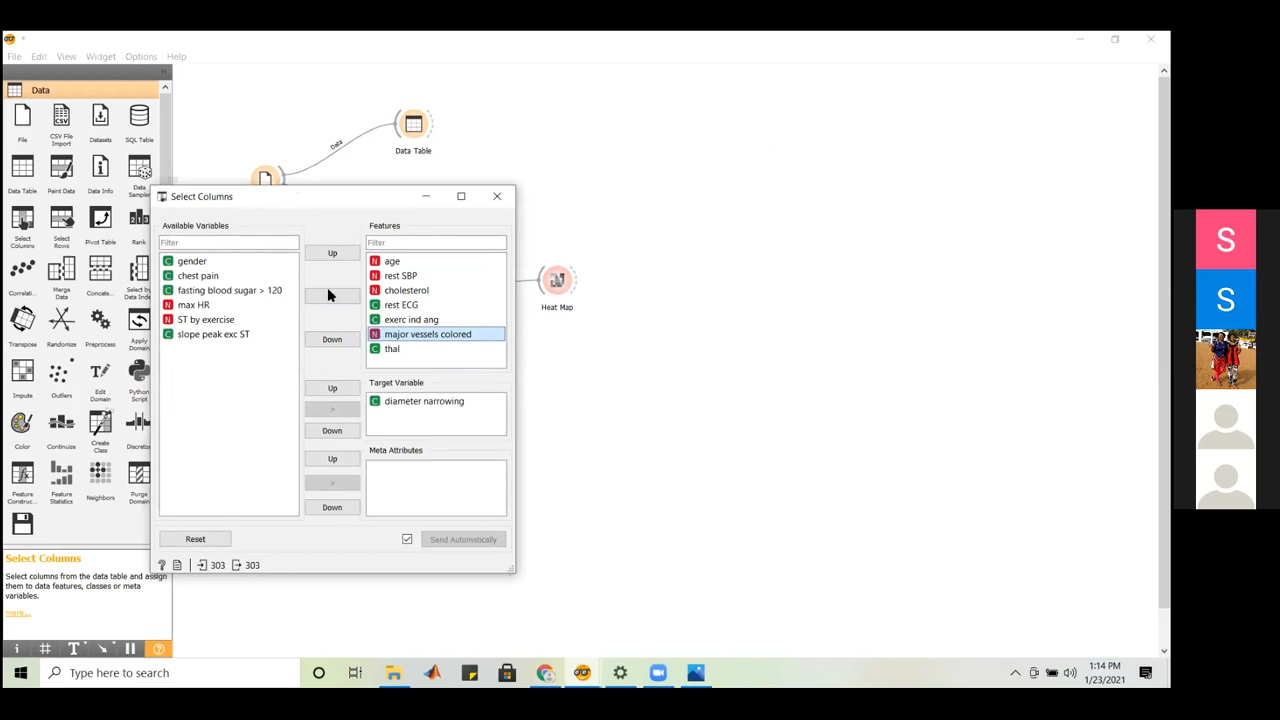 File Edit View Widget Options Help
Data
File
CSV File Import
Datasets
SQL Table
Data Table
Paint Data
Data Info
Data Sampler
Select Columns
Select Rows
Pivot Table
Rank
Correlati...
Merge Data
Concate...
Select by Data Index
Transpose
Randomize
Preprocess
Apply Domain
Impute
Outliers
Edit Domain
Python Script
Color
Continuize
Create Class
Discretiz
Feature Construc...
Feature Statistics
Neighbors
Purge Domain
Select Columns
Select columns from the data table and assign
them to data features, classes or meta
variables.
more...
Data
Data Table
Heat Map
Select Columns
Available Variables
Filter
C gender
C chest pain
C fasting blood sugar > 120
N max HR
N ST by exercise
C slope peak exc ST
Up
Down
Up
>
Down
Up
>
Down
Features
Filter
N age
N rest SBP
N cholesterol
C rest ECG
C exerc ind ang
N major vessels colored
C thal
Target Variable
C diameter narrowing
Meta Attributes
Reset
Send Automatically
? 303 303
S
S
Type here to search
1:14 PM
1/23/2021